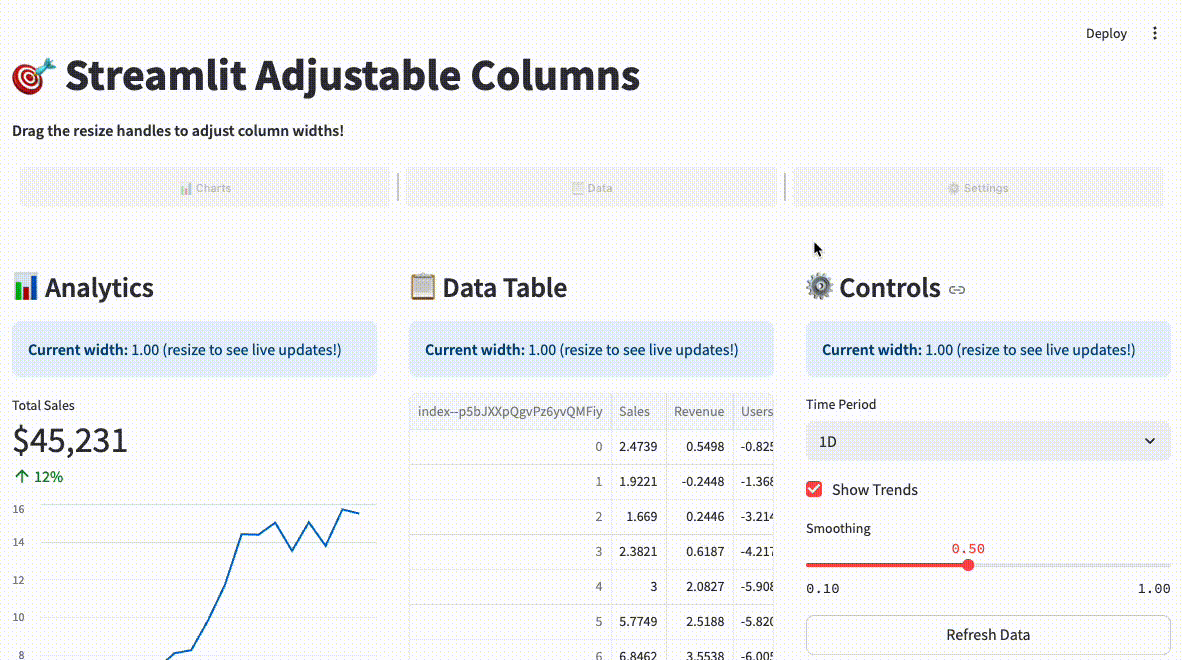 Deploy
Streamlit Adjustable Columns
Drag the resize handles to adjust column widths!
Charts
Data
Settings
Analytics
Current width: 1.00 (resize to see live updates!)
Total Sales
$45,231
12%
16
14
12
10
8
Data Table
Current width: 1.00 (resize to see live updates!)
index--p5bJXXpQgvPz6yvQMFiy Sales Revenue Users
0 2.4739 0.5498 -0.825
1 1.9221 -0.2448 -1.368
2 1.669 0.2446 -3.214
3 2.3821 0.6187 -4.217
4 3 2.0827 -5.908
5 5.7749 2.5188 -5.820
6 6.8462 3.5538 -6.005
Controls
Current width: 1.00 (resize to see live updates!)
Time Period
1D
Show Trends
Smoothing
0.50
0.10 1.00
Refresh Data